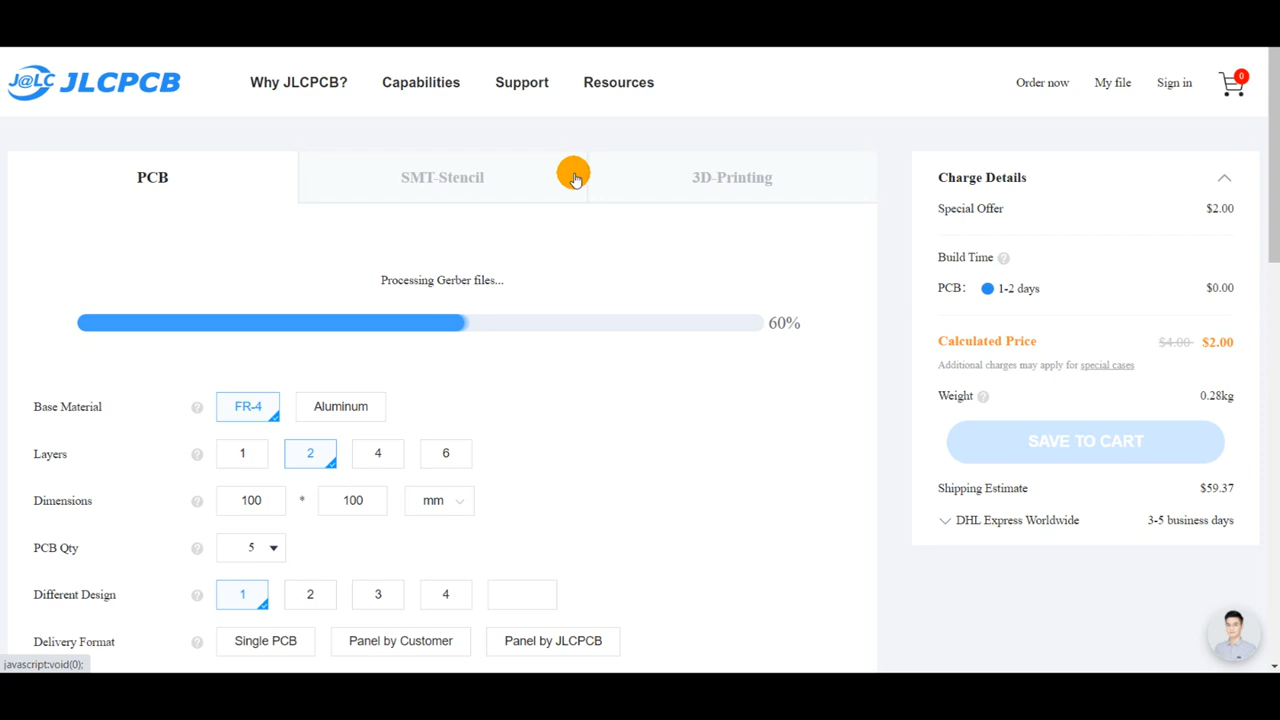 J@LC JLCPCB Why JLCPCB? Capabilities Support Resources Order now My file Sign in 0
PCB SMT-Stencil 3D-Printing
Processing Gerber files...
60%
Base Material ? FR-4 Aluminum
Layers ? 1 2 4 6
Dimensions ? 100 * 100 mm
PCB Qty ? 5
Different Design ? 1 2 3 4
Delivery Format ? Single PCB Panel by Customer Panel by JLCPCB
javascript:void(0);
Charge Details
Special Offer $2.00
Build Time ?
PCB: 1-2 days $0.00
Calculated Price $4.00 $2.00
Additional charges may apply for special cases
Weight ? 0.28kg
SAVE TO CART
Shipping Estimate $59.37
DHL Express Worldwide 3-5 business days